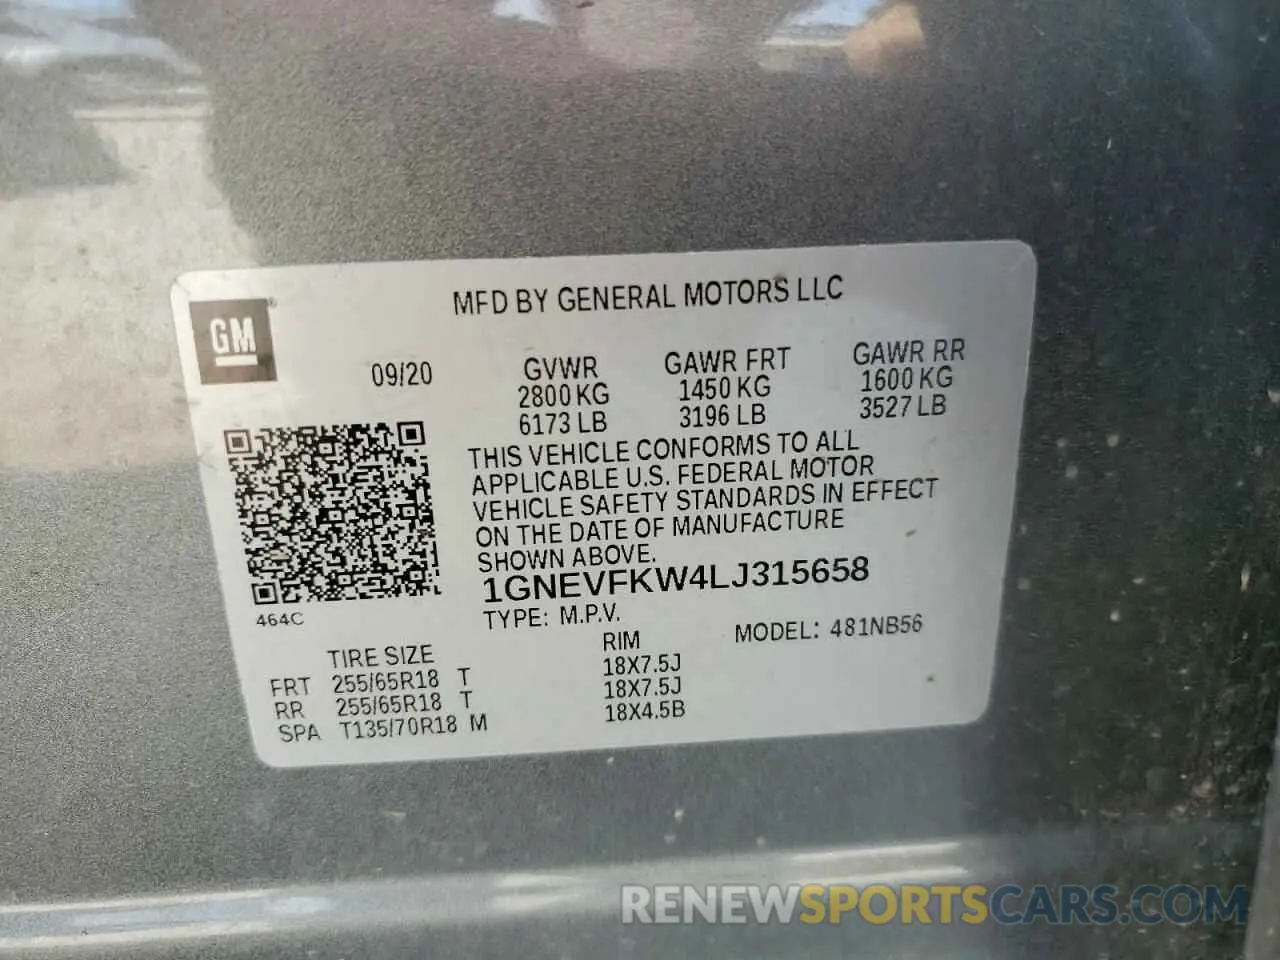 MFD BY GENERAL MOTORS LLC
GM
®
09/20
GVWR GAWR FRT GAWR RR
2800 KG 1450 KG 1600 KG
6173 LB 3196 LB 3527 LB
THIS VEHICLE CONFORMS TO ALL
APPLICABLE U.S. FEDERAL MOTOR
VEHICLE SAFETY STANDARDS IN EFFECT
ON THE DATE OF MANUFACTURE
SHOWN ABOVE.
1GNEVFKW4LJ315658
464C
TYPE: M.P.V. MODEL: 481NB56
TIRE SIZE RIM
FRT 255/65R18 T 18X7.5J
RR 255/65R18 T 18X7.5J
SPA T135/70R18 M 18X4.5B
RENEWSPORTSCARS.COM